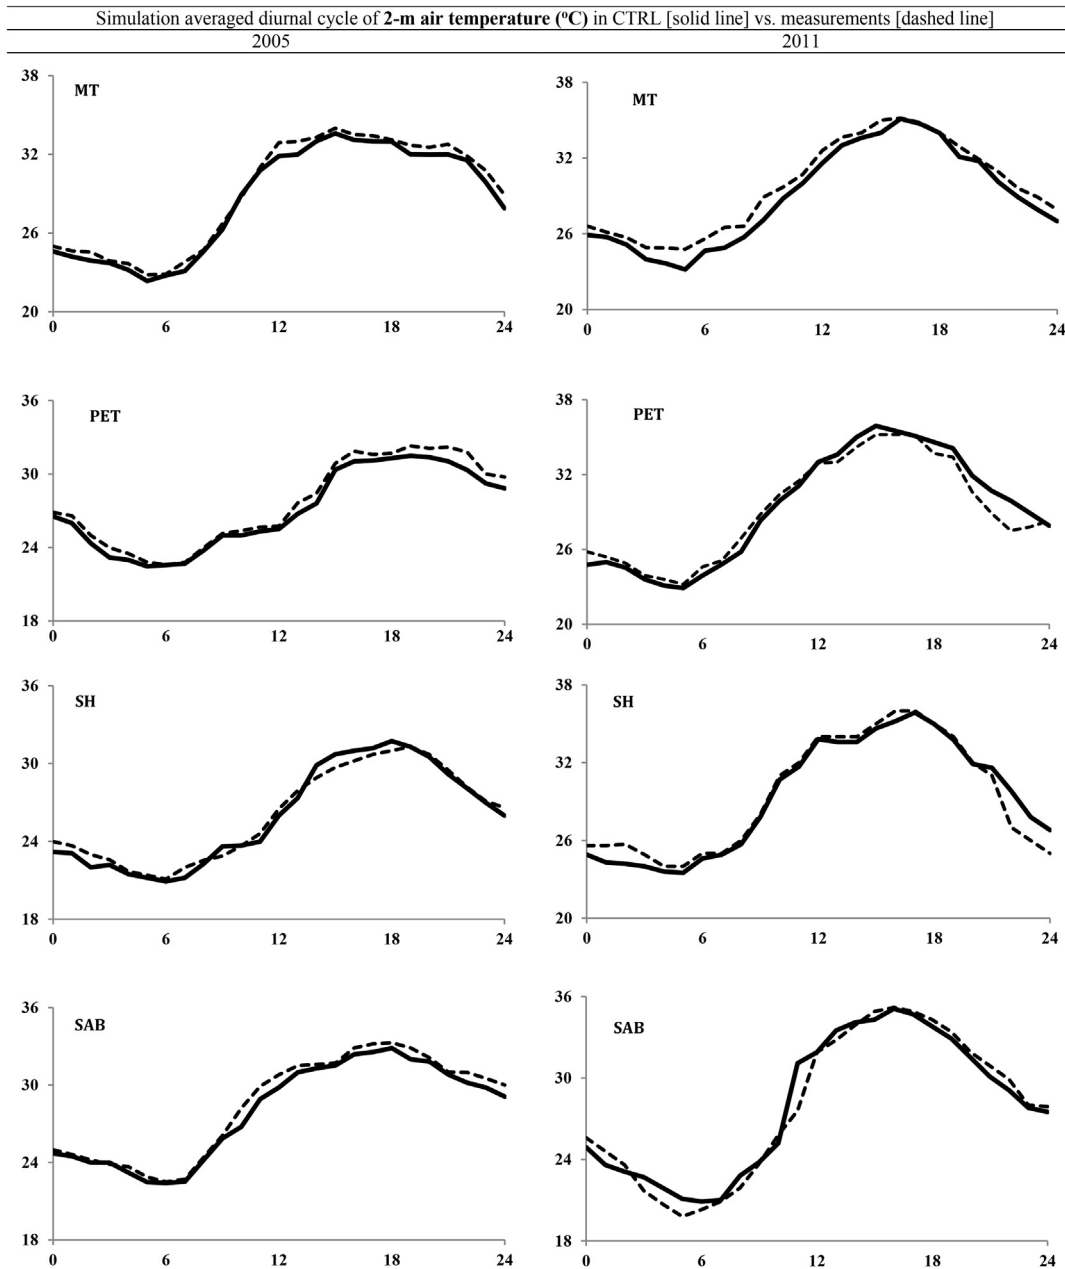 Simulation averaged diurnal cycle of 2-m air temperature (ºC) in CTRL [solid line] vs. measurements [dashed line]
2005 2011
38
MT
32
26
20
0 6 12 18 24
38
MT
32
26
20
0 6 12 18 24
36
PET
30
24
18
0 6 12 18 24
38
PET
32
26
20
0 6 12 18 24
36
SH
30
24
18
0 6 12 18 24
38
SH
32
26
20
0 6 12 18 24
36
SAB
30
24
18
0 6 12 18 24
36
SAB
30
24
18
0 6 12 18 24